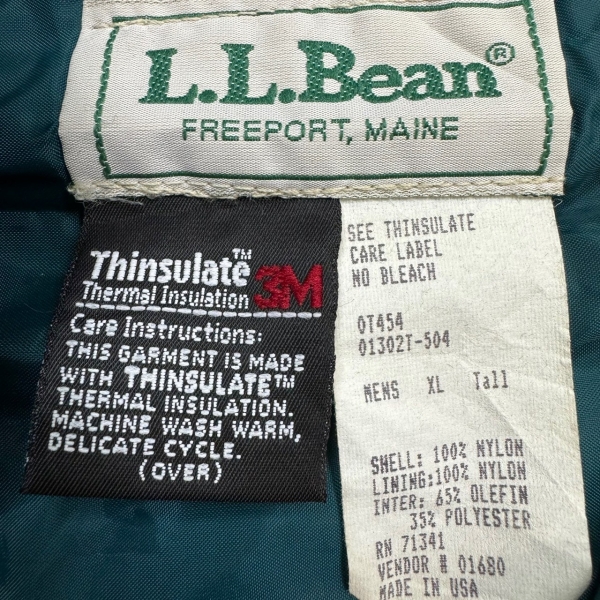 L.L.Bean®
FREEPORT, MAINE
Thinsulate™
Thermal Insulation 3M
Care Instructions:
THIS GARMENT IS MADE
WITH THINSULATE™
THERMAL INSULATION.
MACHINE WASH WARM,
DELICATE CYCLE.
(OVER)
SEE THINSULATE
CARE LABEL
NO BLEACH
OT454
01302T-504
MENS XL Tall
SHELL: 100% NYLON
LINING:100% NYLON
INTER: 65% OLEFIN
35% POLYESTER
RN 71341
VENDOR # 01680
MADE IN USA